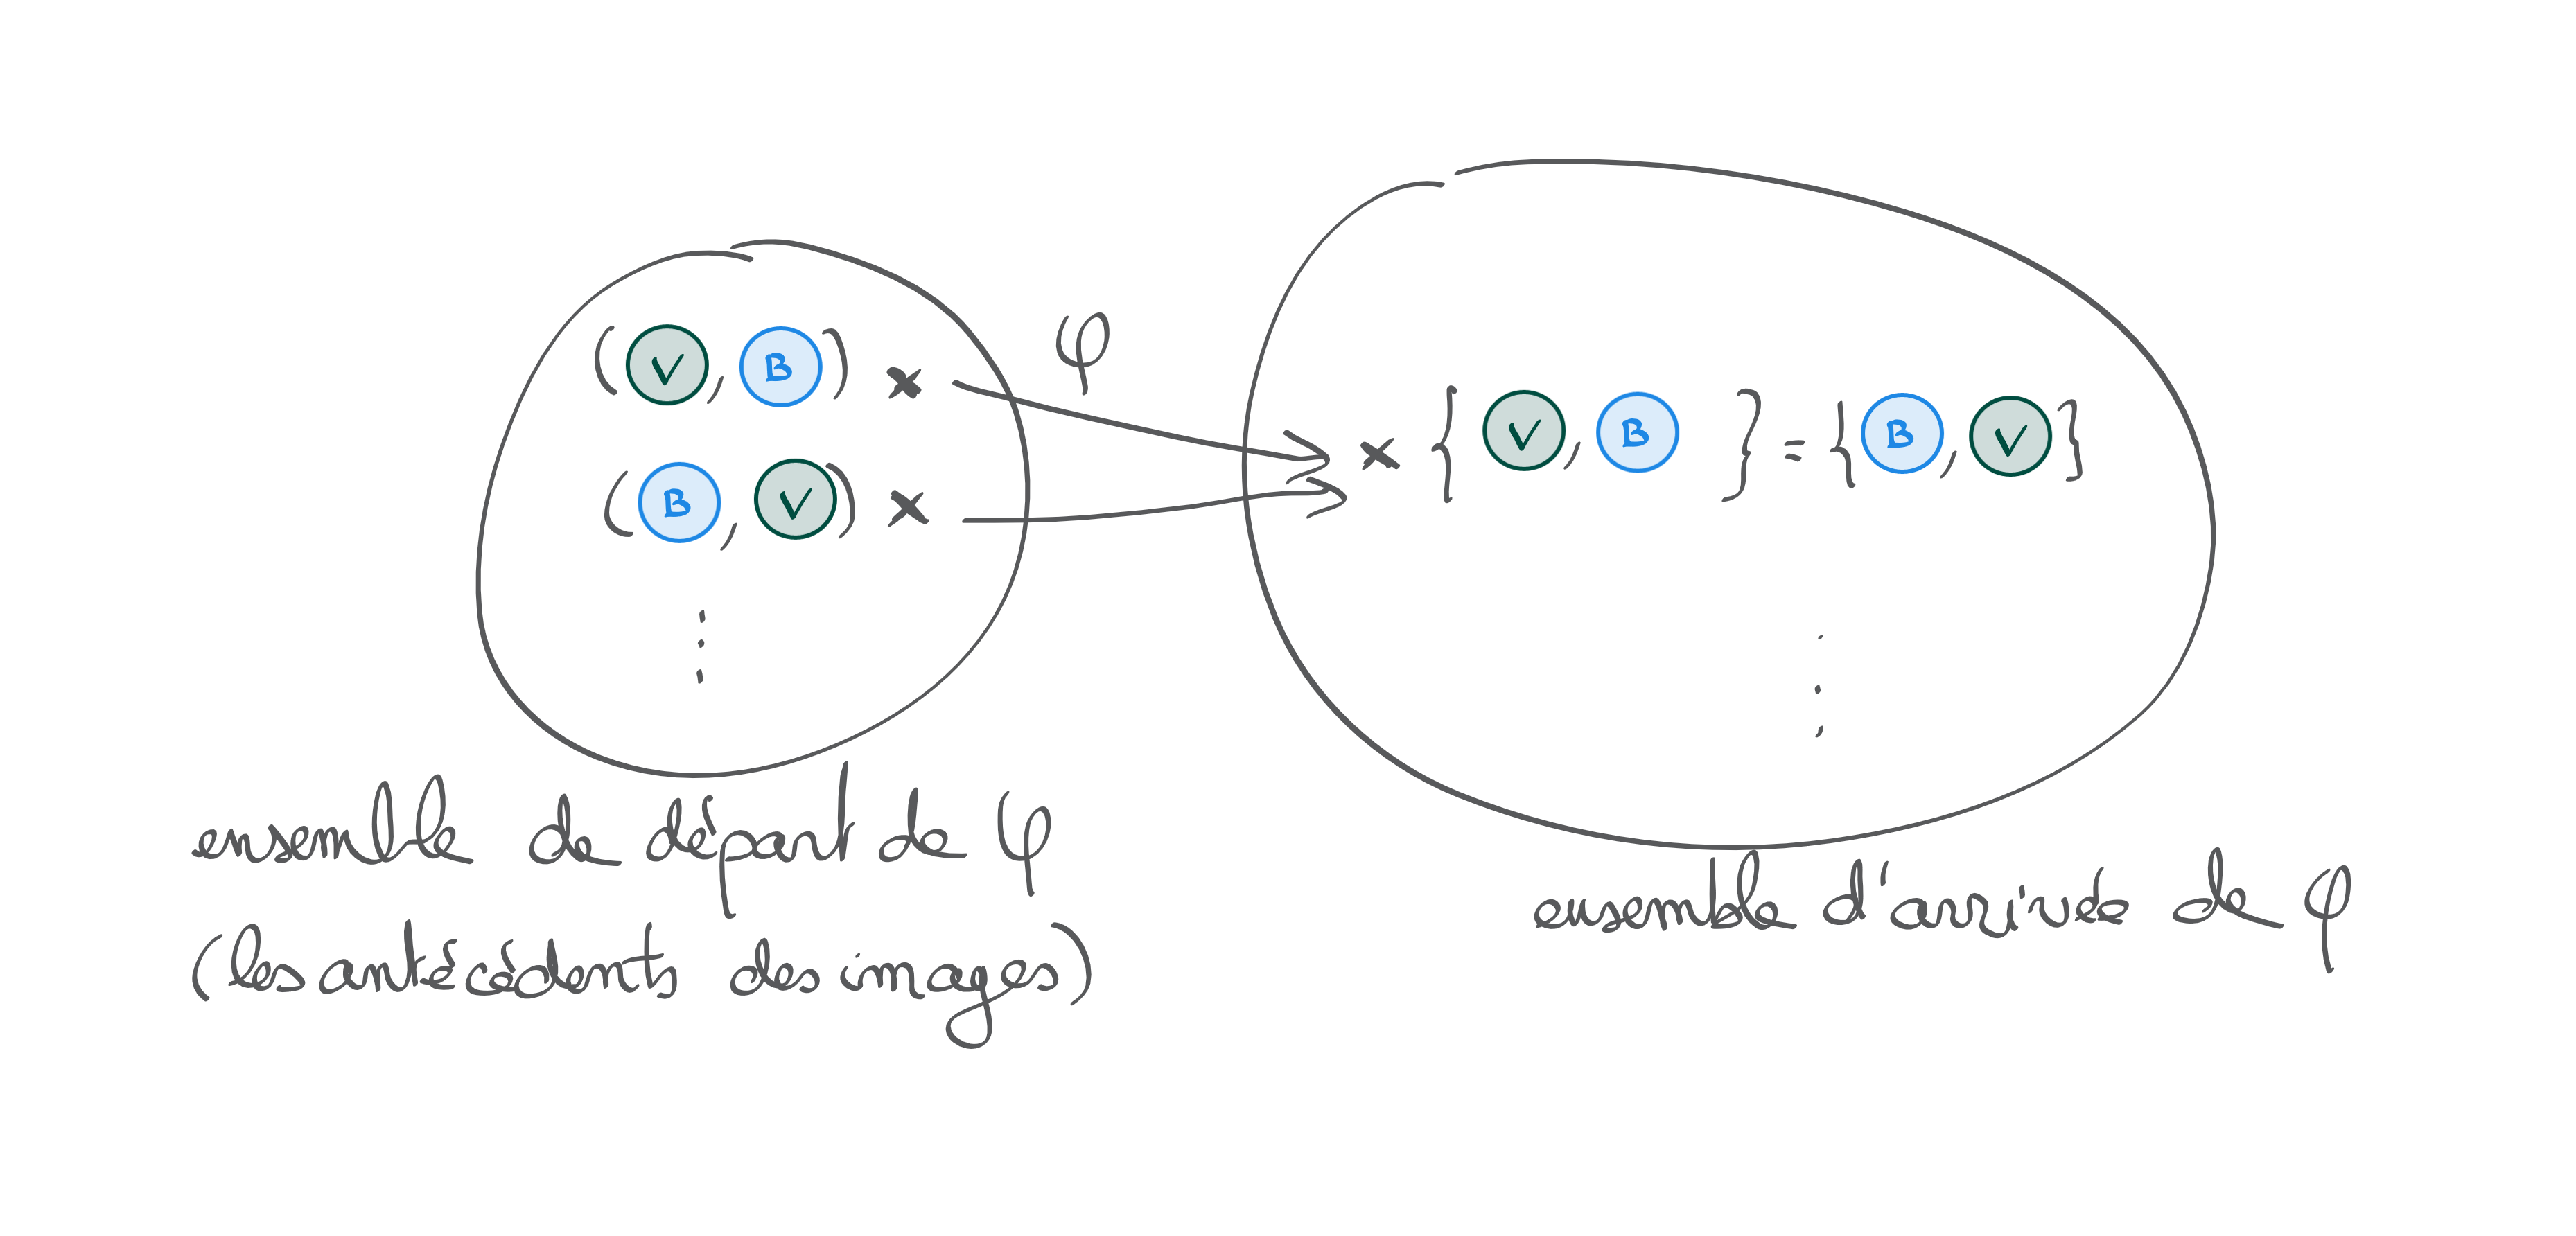 (V, B) ×
φ
(B, V) ×
⋮
× {V, B} = {B, V}
⋮
ensemble de départ de φ
(les antécédents des images)
ensemble d'arrivée de φ